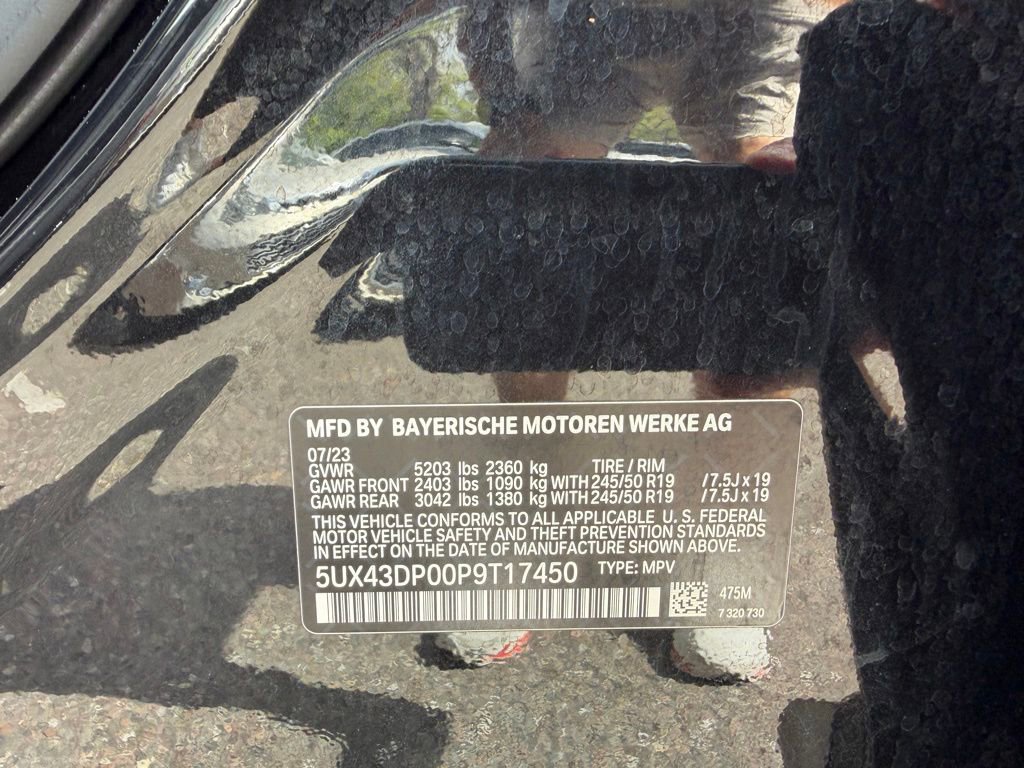 MFD BY BAYERISCHE MOTOREN WERKE AG
07/23
GVWR 5203 lbs 2360 kg TIRE / RIM
GAWR FRONT 2403 lbs 1090 kg WITH 245/50 R19 / 7.5J x 19
GAWR REAR 3042 lbs 1380 kg WITH 245/50 R19 / 7.5J x 19
THIS VEHICLE CONFORMS TO ALL APPLICABLE U. S. FEDERAL
MOTOR VEHICLE SAFETY AND THEFT PREVENTION STANDARDS
IN EFFECT ON THE DATE OF MANUFACTURE SHOWN ABOVE.
5UX43DP00P9T17450 TYPE: MPV
475M
7 320 730